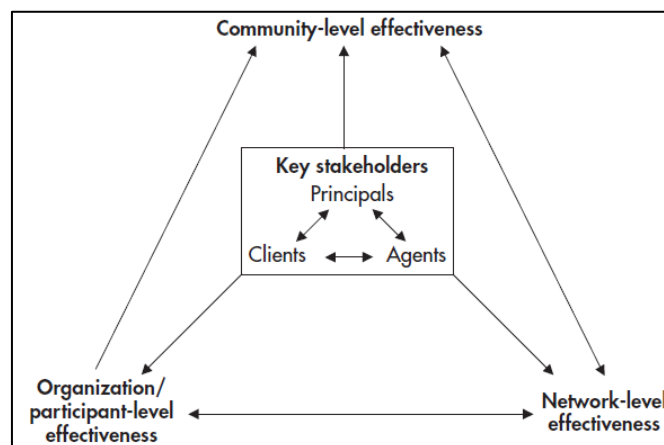 Community-level effectiveness
Key stakeholders
Principals
Clients
Agents
Organization/
participant-level
effectiveness
Network-level
effectiveness